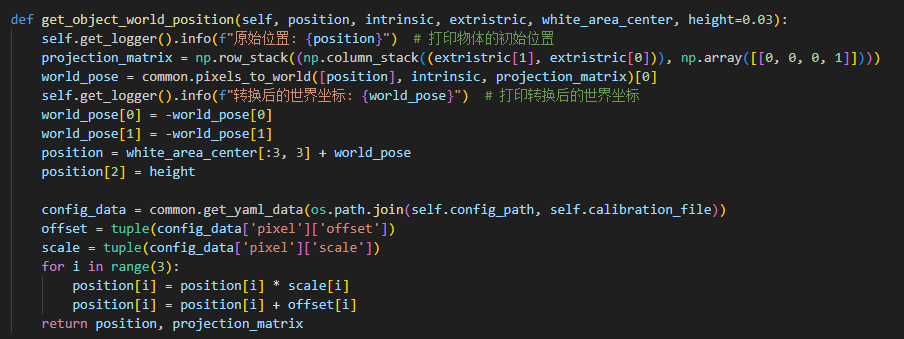 def get_object_world_position(self, position, intrinsic, extristric, white_area_center, height=0.03):
    self.get_logger().info(f"原始位置: {position}")  # 打印物体的初始位置
    projection_matrix = np.row_stack((np.column_stack((extristric[1], extristric[0])), np.array([[0, 0, 0, 1]])))
    world_pose = common.pixels_to_world([position], intrinsic, projection_matrix)[0]
    self.get_logger().info(f"转换后的世界坐标: {world_pose}")  # 打印转换后的世界坐标
    world_pose[0] = -world_pose[0]
    world_pose[1] = -world_pose[1]
    position = white_area_center[:3, 3] + world_pose
    position[2] = height

    config_data = common.get_yaml_data(os.path.join(self.config_path, self.calibration_file))
    offset = tuple(config_data['pixel']['offset'])
    scale = tuple(config_data['pixel']['scale'])
    for i in range(3):
        position[i] = position[i] * scale[i]
        position[i] = position[i] + offset[i]
    return position, projection_matrix